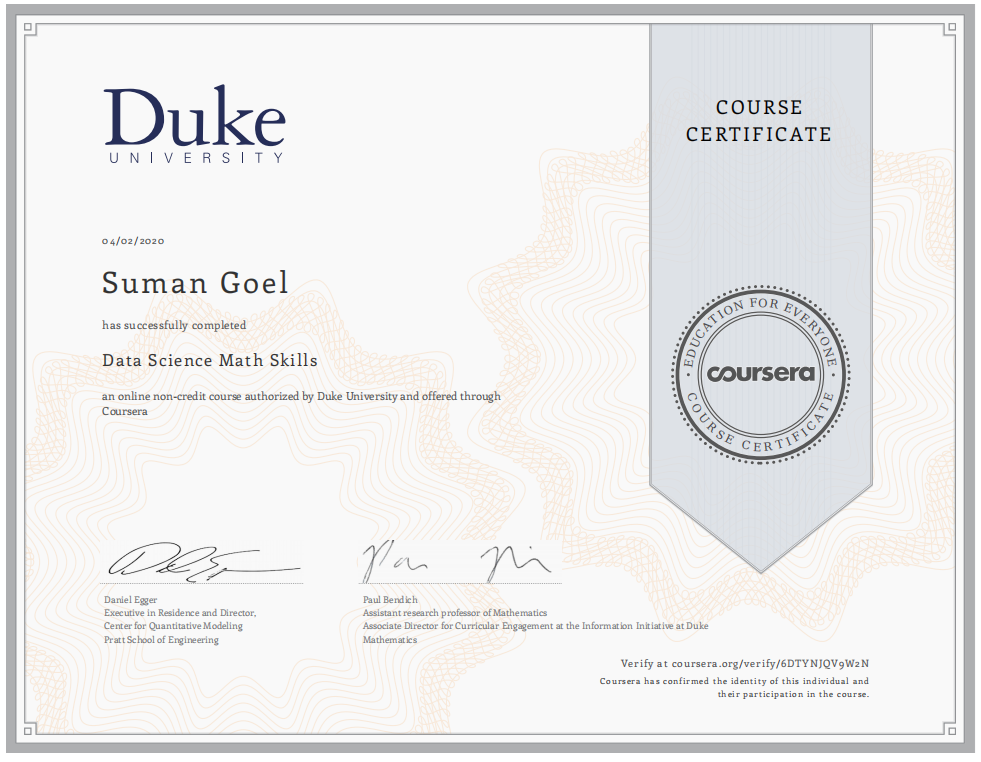 Duke
UNIVERSITY
COURSE
CERTIFICATE
04/02/2020
Suman Goel
has successfully completed
Data Science Math Skills
an online non-credit course authorized by Duke University and offered through
Coursera
EDUCATION FOR EVERYONE
coursera
COURSE CERTIFICATE
Daniel Egger
Executive in Residence and Director,
Center for Quantitative Modeling
Pratt School of Engineering
Paul Bendich
Assistant research professor of Mathematics
Associate Director for Curricular Engagement at the Information Initiative at Duke
Mathematics
Verify at coursera.org/verify/6DTYNJQV9W2N
Coursera has confirmed the identity of this individual and
their participation in the course.